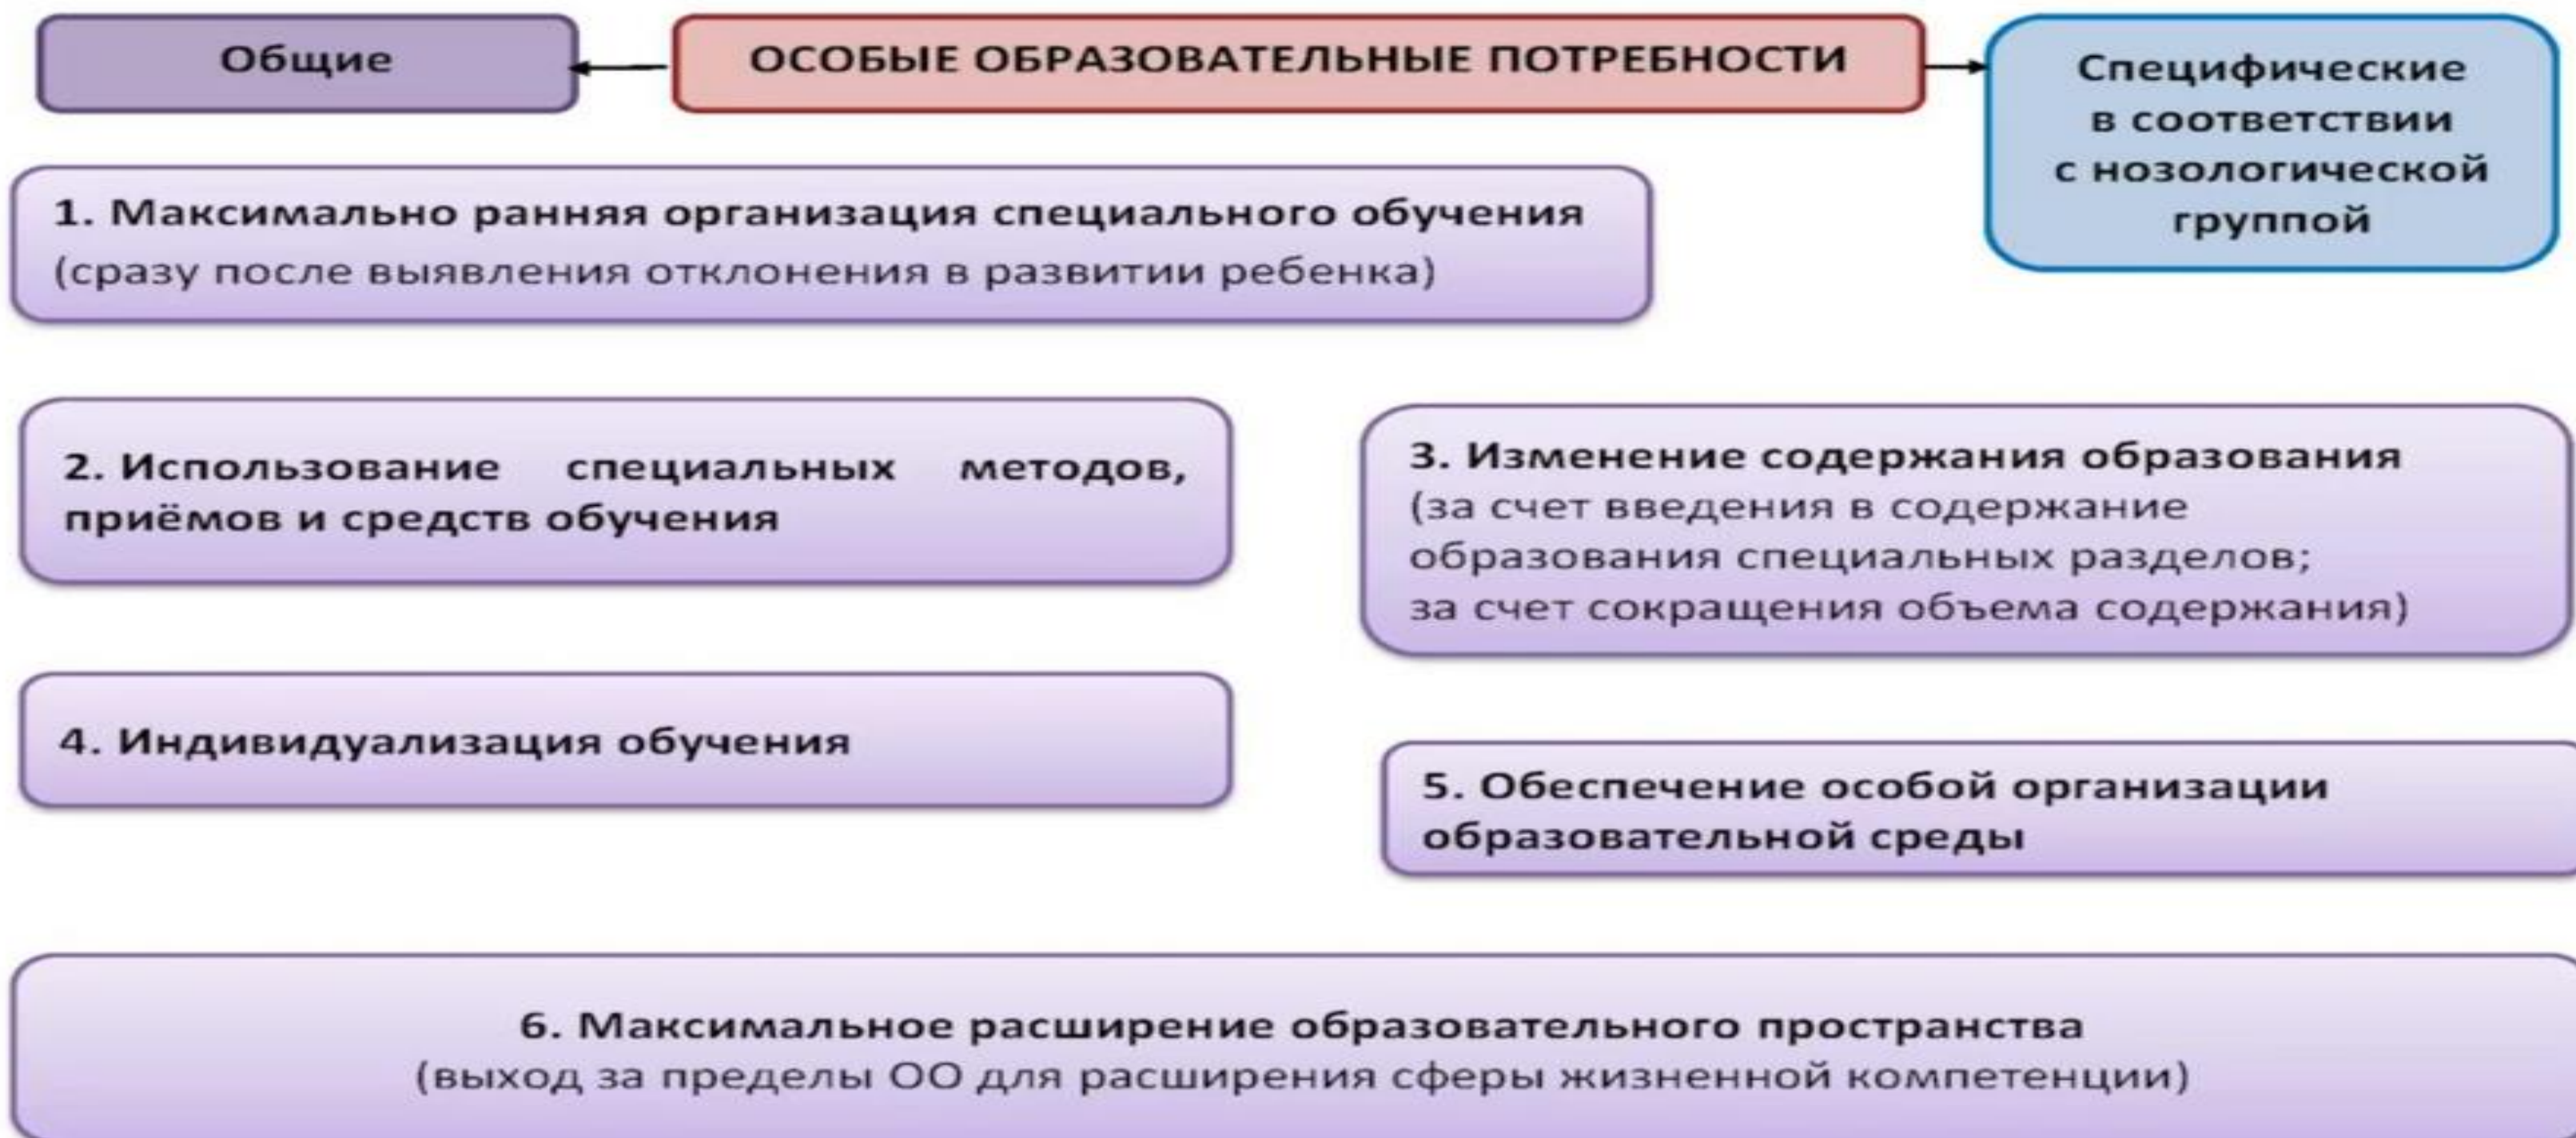 Общие
ОСОБЫЕ ОБРАЗОВАТЕЛЬНЫЕ ПОТРЕБНОСТИ
Специфические
в соответствии
с нозологической
группой
1. Максимально ранняя организация специального обучения
(сразу после выявления отклонения в развитии ребенка)
2. Использование специальных методов,
приёмов и средств обучения
3. Изменение содержания образования
(за счет введения в содержание
образования специальных разделов;
за счет сокращения объема содержания)
4. Индивидуализация обучения
5. Обеспечение особой организации
образовательной среды
6. Максимальное расширение образовательного пространства
(выход за пределы ОО для расширения сферы жизненной компетенции)